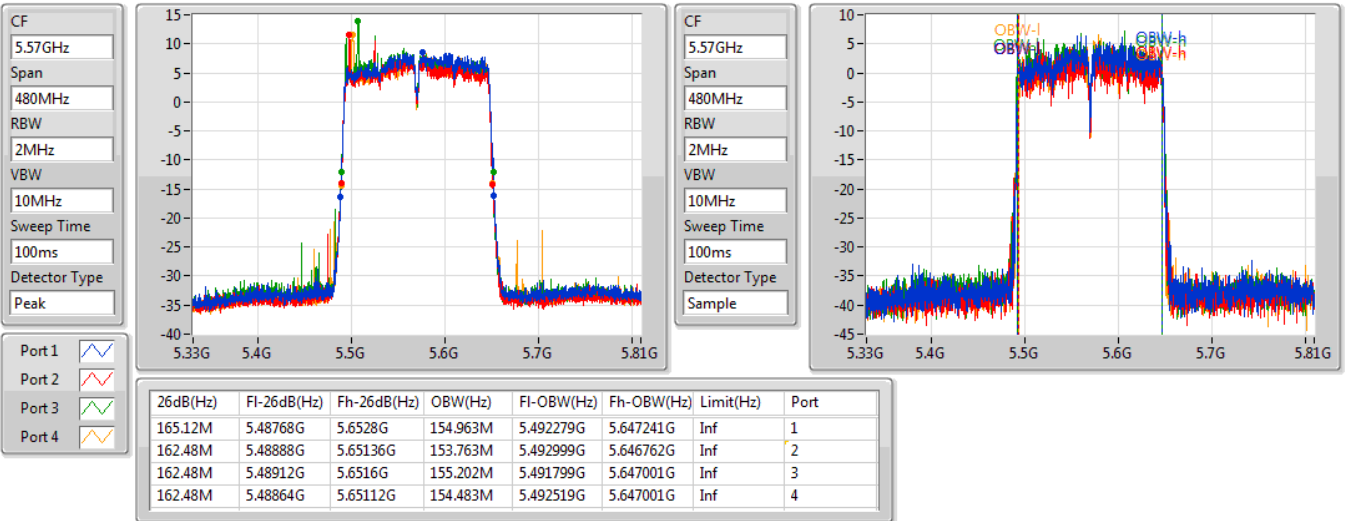 CF
5.57GHz
Span
480MHz
RBW
2MHz
VBW
10MHz
Sweep Time
100ms
Detector Type
Peak
15
10
5
0
-5
-10
-15
-20
-25
-30
-35
-40
5.33G 5.4G 5.5G 5.6G 5.7G 5.81G
Port 1
Port 2
Port 3
Port 4
CF
5.57GHz
Span
480MHz
RBW
2MHz
VBW
10MHz
Sweep Time
100ms
Detector Type
Sample
10
5
0
-5
-10
-15
-20
-25
-30
-35
-40
-45
5.33G 5.4G 5.5G 5.6G 5.7G 5.81G
OBW-l
OBW-h
OBW-h
26dB(Hz) Fl-26dB(Hz) Fh-26dB(Hz) OBW(Hz) Fl-OBW(Hz) Fh-OBW(Hz) Limit(Hz) Port
165.12M 5.48768G 5.6528G 154.963M 5.492279G 5.647241G Inf 1
162.48M 5.48888G 5.65136G 153.763M 5.492999G 5.646762G Inf 2
162.48M 5.48912G 5.6516G 155.202M 5.491799G 5.647001G Inf 3
162.48M 5.48864G 5.65112G 154.483M 5.492519G 5.647001G Inf 4